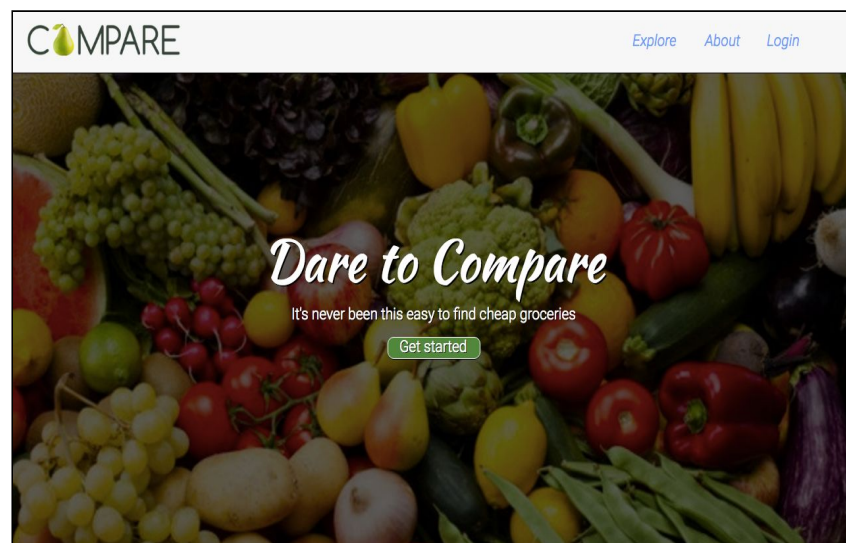 COMPARE
Explore About Login
Dare to Compare
It's never been this easy to find cheap groceries
Get started